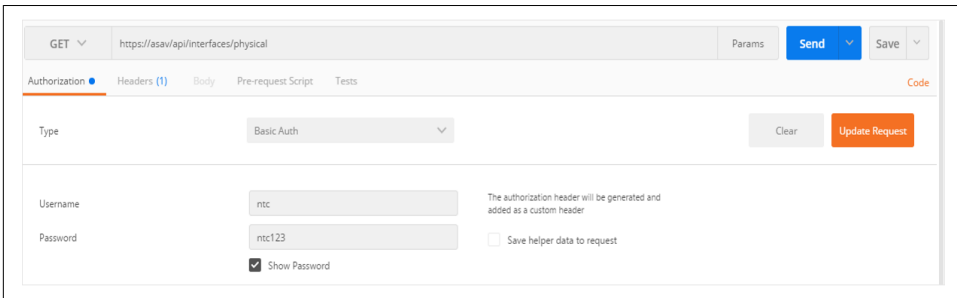 GET https://asav/api/interfaces/physical Params Send Save
Authorization Headers (1) Body Pre-request Script Tests Code
Type Basic Auth Clear Update Request
Username ntc The authorization header will be generated and
added as a custom header
Password ntc123 Save helper data to request
Show Password